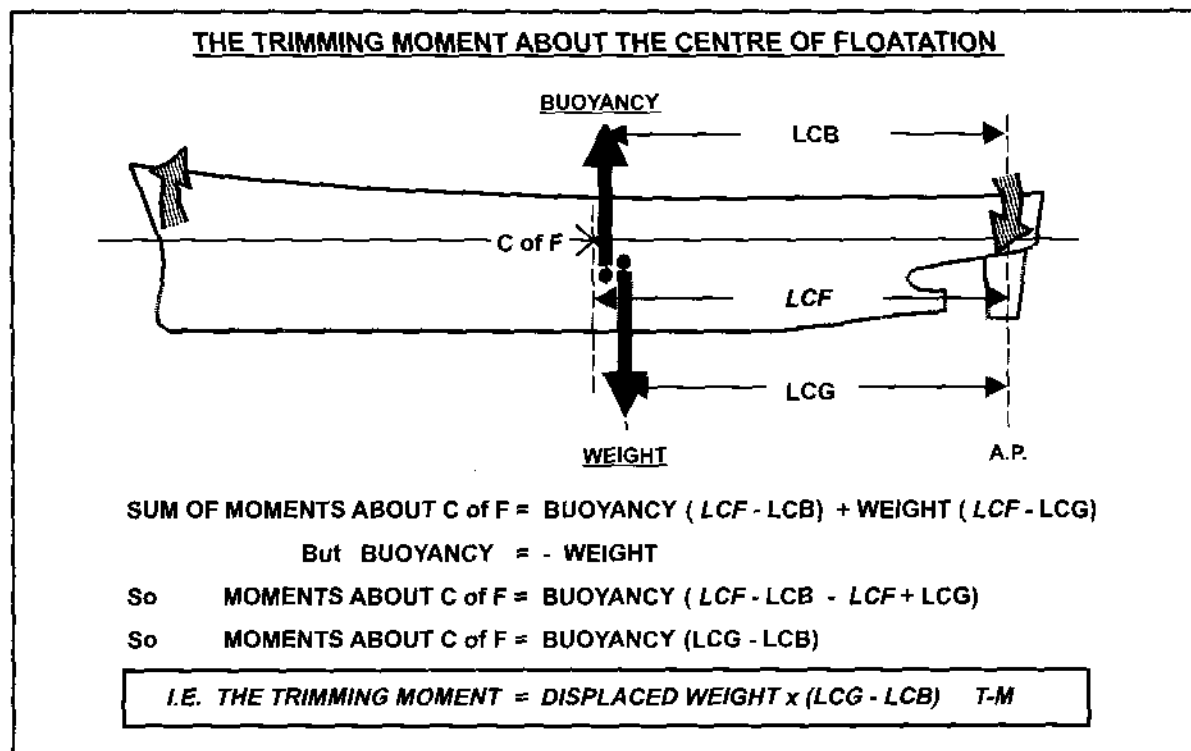 THE TRIMMING MOMENT ABOUT THE CENTRE OF FLOATATION
BUOYANCY
LCB
C of F
LCF
LCG
WEIGHT
A.P.
SUM OF MOMENTS ABOUT C of F = BUOYANCY ( LCF - LCB) + WEIGHT ( LCF - LCG)
But BUOYANCY = - WEIGHT
So MOMENTS ABOUT C of F = BUOYANCY ( LCF - LCB - LCF + LCG)
So MOMENTS ABOUT C of F = BUOYANCY (LCG - LCB)
I.E. THE TRIMMING MOMENT = DISPLACED WEIGHT x (LCG - LCB) T-M